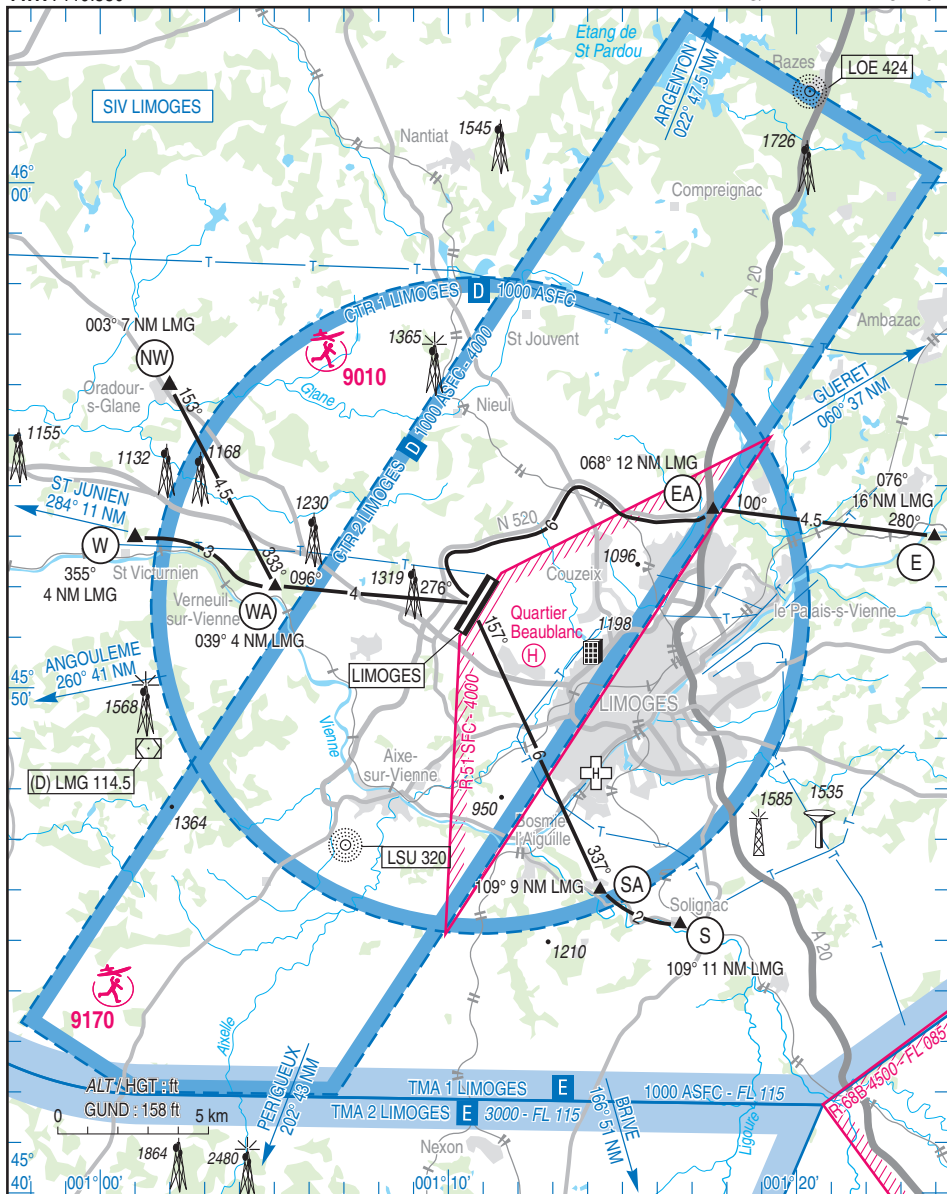 Etang de
St Pardou
Razes
LOE 424
ARGENTON
022° 47.5 NM
SIV LIMOGES
1545
Nantiat
1726
46°
00'
Compreignac
A 20
T
T
CTR 1 LIMOGES D 1000 ASFC
003° 7 NM LMG
NW
Oradour-
s-Glane
9010
1365
St Jouvent
Ambazac
Glane
Nieul
GUERET
060° 37 NM
CTR 2 LIMOGES D 1000 ASFC - 4000
153°
4.5
333°
1155
1132
1168
1230
ST JUNIEN
284° 11 NM
068° 12 NM LMG
EA
100°
4.5
076°
16 NM LMG
280°
E
N 520
6
W
355°
4 NM LMG
St Victurnien
3
Verneuil-
sur-Vienne
WA
039° 4 NM LMG
096°
4
276°
1319
1096
Couzeix
le Palais-s-Vienne
Quartier
Beaublanc
H
1198
157°
6
337°
LIMOGES
LIMOGES
R 51 SFC - 4000
ANGOULEME
260° 41 NM
45°
50'
1568
(D) LMG 114.5
Vienne
Aixe-
sur-Vienne
H
1364
950
LSU 320
Bosmie
l'Aiguille
1585
1535
109° 9 NM LMG
SA
2
Solignac
S
109° 11 NM LMG
1210
A 20
9170
Aixelle
PERIGUEUX
202° 43 NM
BRIVE
166° 51 NM
Ligoure
R 68B 4500 - FL 085
ALT / HGT : ft
GUND : 158 ft
0
5 km
TMA 1 LIMOGES E 1000 ASFC - FL 115
TMA 2 LIMOGES E 3000 - FL 115
Nexon
1864
2480
45°
40'
001°00'
001°10'
001°20'